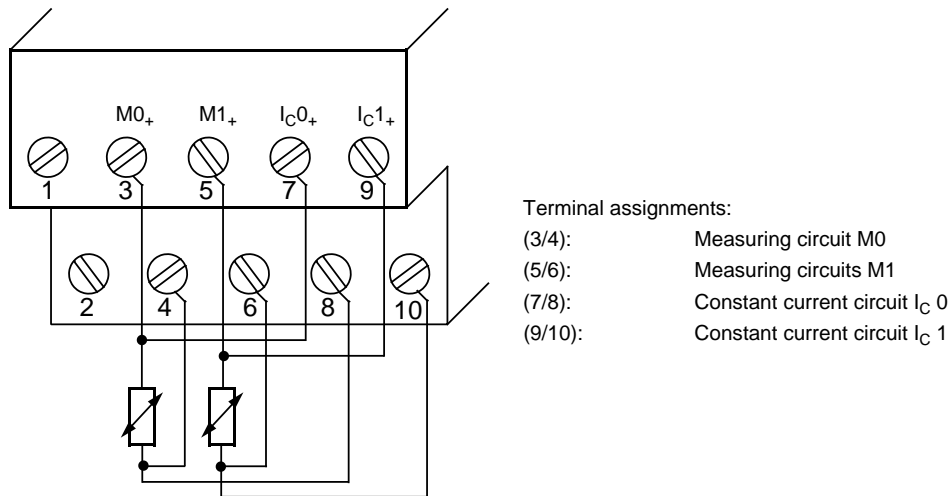 M0+ M1+ IC0+ IC1+
1 3 5 7 9
2 4 6 8 10
Terminal assignments:
(3/4): Measuring circuit M0
(5/6): Measuring circuits M1
(7/8): Constant current circuit IC 0
(9/10): Constant current circuit IC 1